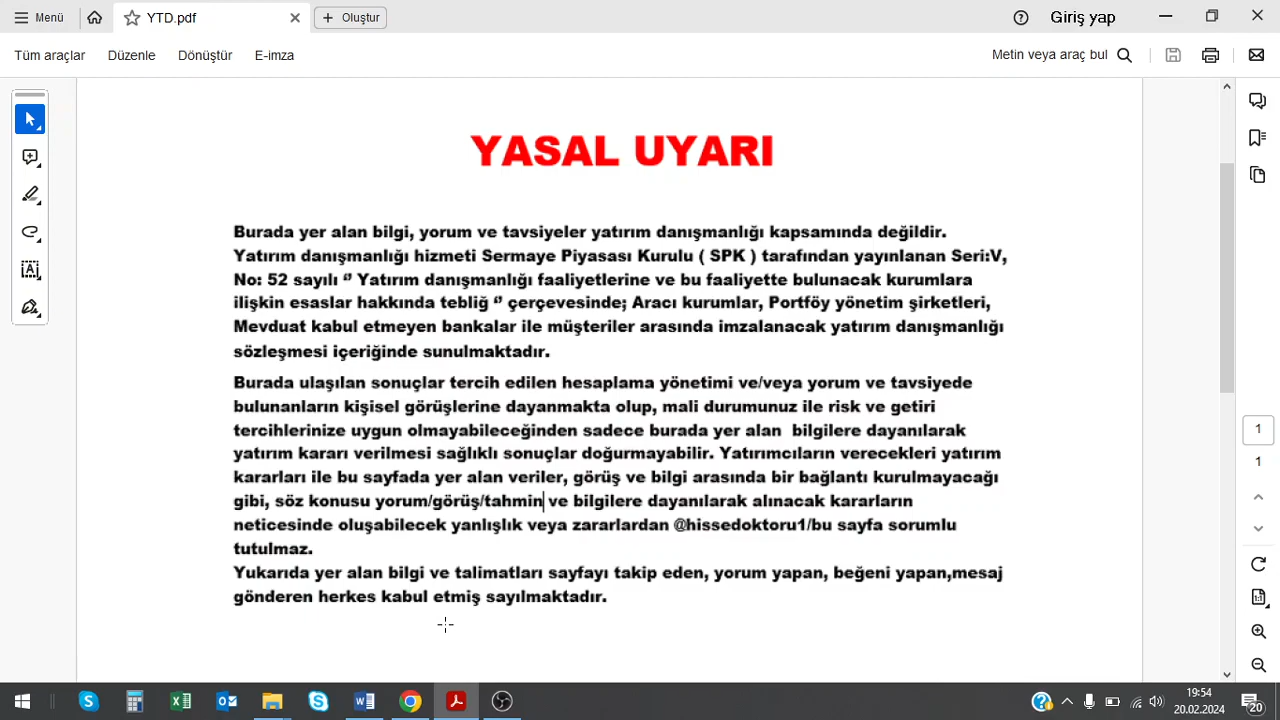 Menü
YTD.pdf
Oluştur
Giriş yap
Tüm araçlar
Düzenle
Dönüştür
E-imza
Metin veya araç bul
YASAL UYARI
Burada yer alan bilgi, yorum ve tavsiyeler yatırım danışmanlığı kapsamında değildir.
Yatırım danışmanlığı hizmeti Sermaye Piyasası Kurulu ( SPK ) tarafından yayınlanan Seri:V,
No: 52 sayılı ‘’ Yatırım danışmanlığı faaliyetlerine ve bu faaliyette bulunacak kurumlara
ilişkin esaslar hakkında tebliğ ‘’ çerçevesinde; Aracı kurumlar, Portföy yönetim şirketleri,
Mevduat kabul etmeyen bankalar ile müşteriler arasında imzalanacak yatırım danışmanlığı
sözleşmesi içeriğinde sunulmaktadır.
Burada ulaşılan sonuçlar tercih edilen hesaplama yönetimi ve/veya yorum ve tavsiyede
bulunanların kişisel görüşlerine dayanmakta olup, mali durumunuz ile risk ve getiri
tercihlerinize uygun olmayabileceğinden sadece burada yer alan  bilgilere dayanılarak
yatırım kararı verilmesi sağlıklı sonuçlar doğurmayabilir. Yatırımcıların verecekleri yatırım
kararları ile bu sayfada yer alan veriler, görüş ve bilgi arasında bir bağlantı kurulmayacağı
gibi, söz konusu yorum/görüş/tahmin ve bilgilere dayanılarak alınacak kararların
neticesinde oluşabilecek yanlışlık veya zararlardan @hissedoktoru1/bu sayfa sorumlu
tutulmaz.
Yukarıda yer alan bilgi ve talimatları sayfayı takip eden, yorum yapan, beğeni yapan,mesaj
gönderen herkes kabul etmiş sayılmaktadır.
1
1
19:54
20.02.2024
20